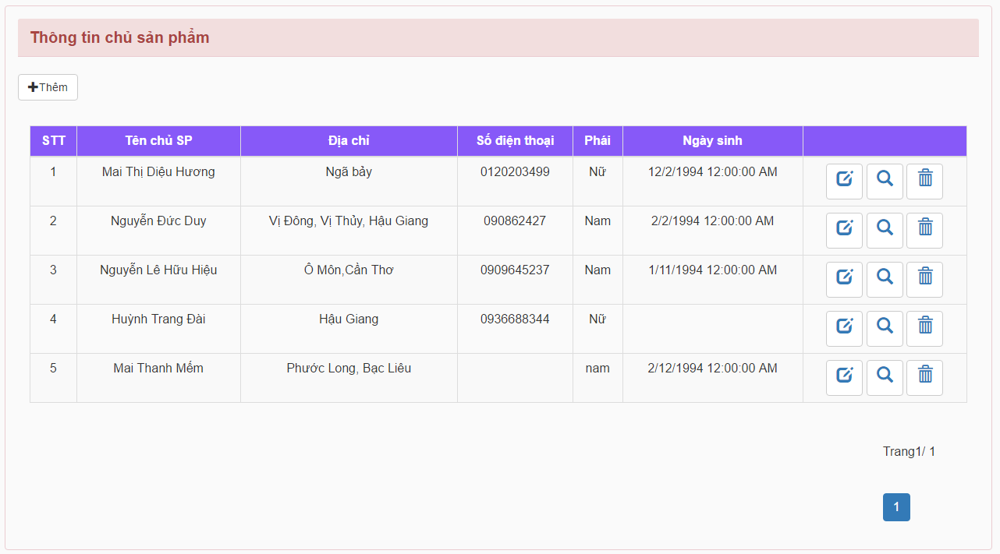 Thông tin chủ sản phẩm
Thêm
STT Tên chủ SP Địa chỉ Số điện thoại Phái Ngày sinh
1 Mai Thị Diệu Hương Ngã bảy 0120203499 Nữ 12/2/1994 12:00:00 AM
2 Nguyễn Đức Duy Vị Đông, Vị Thủy, Hậu Giang 090862427 Nam 2/2/1994 12:00:00 AM
3 Nguyễn Lê Hữu Hiệu Ô Môn,Cần Thơ 0909645237 Nam 1/11/1994 12:00:00 AM
4 Huỳnh Trang Đài Hậu Giang 0936688344 Nữ
5 Mai Thanh Mếm Phước Long, Bạc Liêu nam 2/12/1994 12:00:00 AM
Trang1/ 1
1